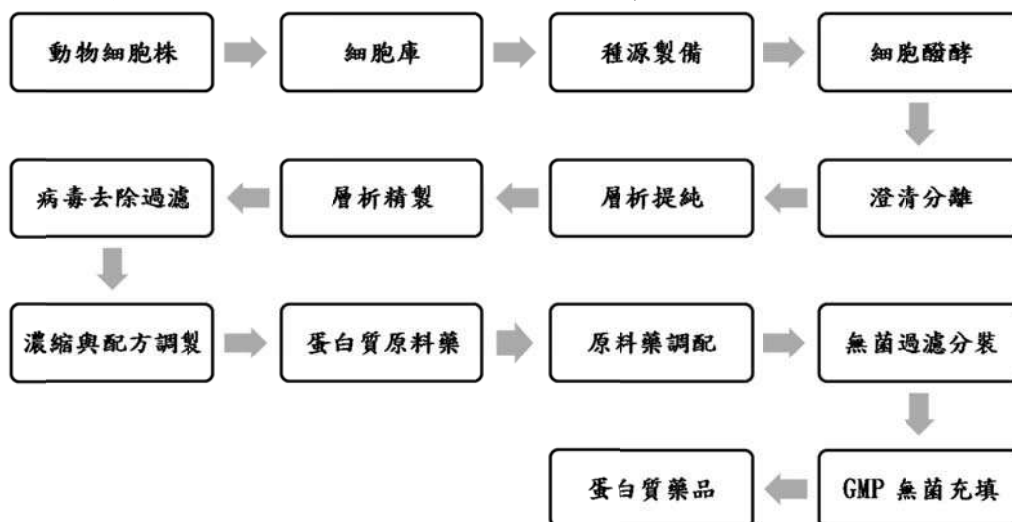 動物細胞株
細胞庫
種源製備
細胞醱酵
澄清分離
層析提純
層析精製
病毒去除過濾
濃縮與配方調製
蛋白質原料藥
原料藥調配
無菌過濾分裝
GMP 無菌充填
蛋白質藥品